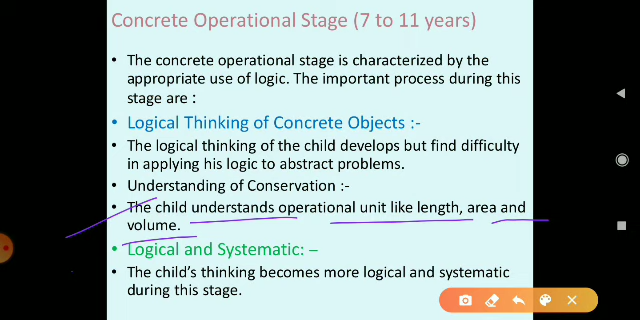 Concrete Operational Stage (7 to 11 years)
• The concrete operational stage is characterized by the
appropriate use of logic. The important process during this
stage are :
• Logical Thinking of Concrete Objects :-
• The logical thinking of the child develops but find difficulty
in applying his logic to abstract problems.
• Understanding of Conservation :-
• The child understands operational unit like length, area and
volume.
• Logical and Systematic: –
• The child's thinking becomes more logical and systematic
during this stage.